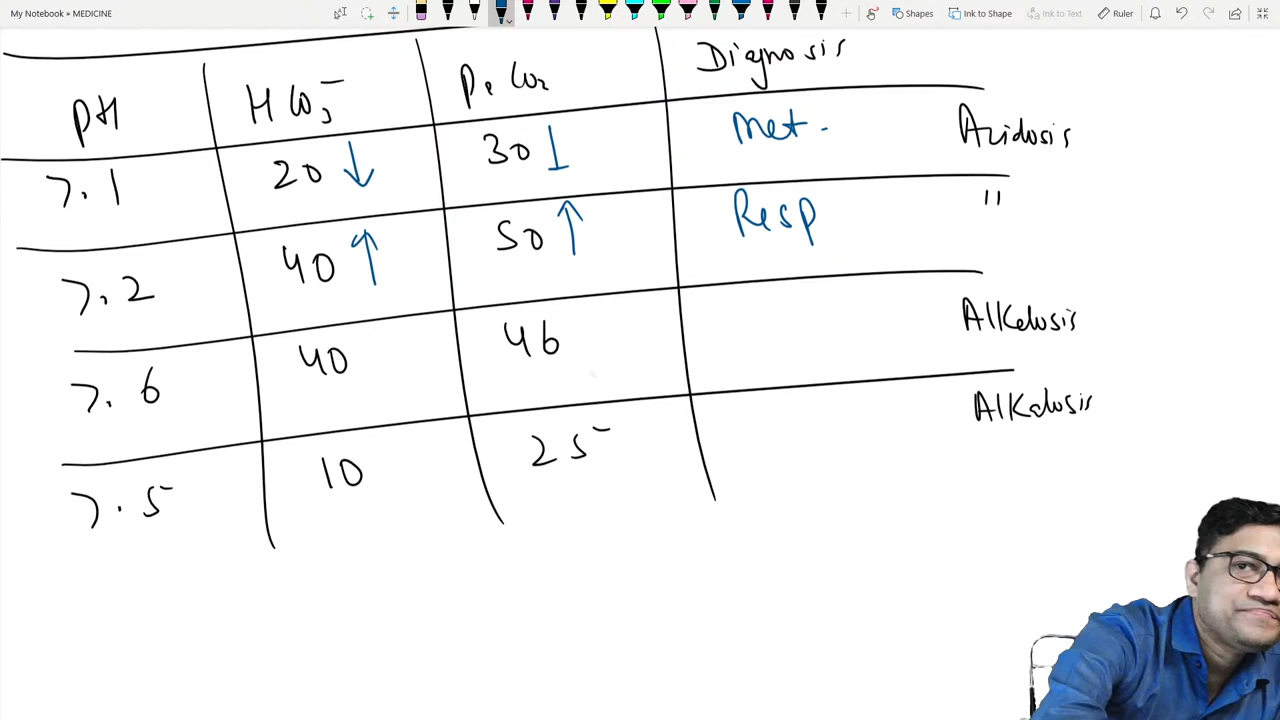 My Notebook » MEDICINE
Shapes Ink to Shape Ink to Text Ruler
PH HCO3⁻ PₐCO₂ Diagnosis
7.1 20 ↓ 30 ↓ Met. Acidosis
7.2 40 ↑ 50 ↑ Resp "
7.6 40 46 Alkalosis
7.5 10 25 Alkalosis